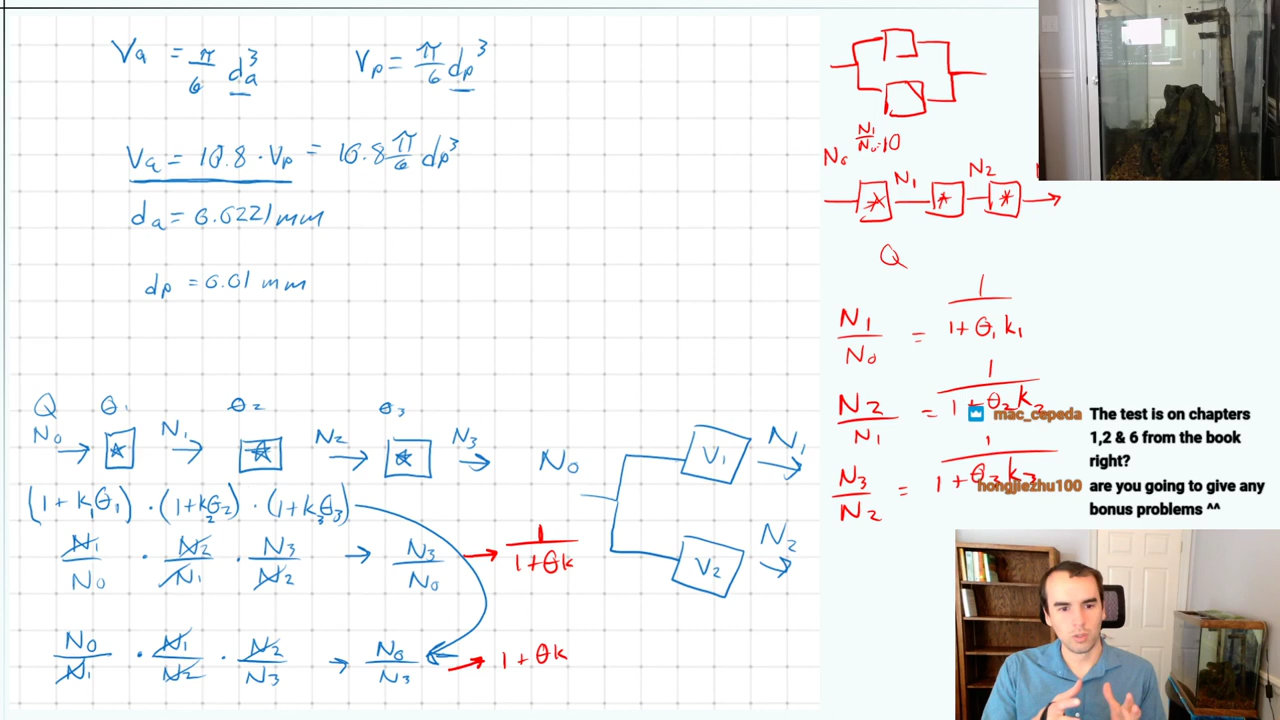 Va = π/6 da³
Vp = π/6 dp³
Va = 10.8 · Vp = 10.8 π/6 dp³
da = 0.0221 mm
dp = 0.01 mm
Q θ1 θ2 θ3
N0 → ☆ N1 → ☆ N2 → ☆ N3 →
(1 + k1θ1) · (1 + k2θ2) · (1 + k3θ3)
N1/N0 · N2/N1 · N3/N2 → N3/N0 → 1/(1+θk)
N0/N1 · N1/N2 · N2/N3 → N0/N3 → 1 + θk
N0
V1 → N1
V2 → N2
N1/N0 = 10
N0 N1 N2
Q
N1/N0 = 1/(1+θ1k1)
N2/N1 = 1/(1+θ2k2)
N3/N2 = 1/(1+θ3k3)
mac_cepeda The test is on chapters
1,2 & 6 from the book
right?
hongjiezhu100 are you going to give any
bonus problems ^^